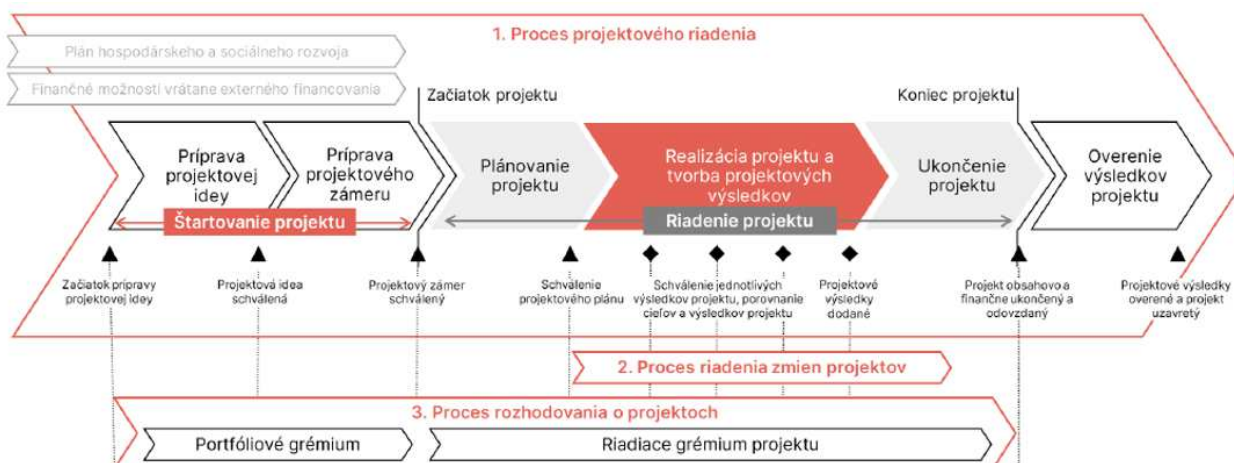 1. Proces projektového riadenia
Plán hospodárskeho a sociálneho rozvoja
Finančné možnosti vrátane externého financovania
Začiatok projektu
Koniec projektu
Príprava
projektovej
idey
Príprava
projektového
zámeru
Plánovanie
projektu
Realizácia projektu a
tvorba projektových
výsledkov
Ukončenie
projektu
Overenie
výsledkov
projektu
Štartovanie projektu
Riadenie projektu
Začiatok prípravy
projektovej idey
Projektová idea
schválená
Projektový zámer
schválený
Schválenie
projektového plánu
Schválenie jednotlivých
výsledkov projektu, porovnanie
cieľov a výsledkov projektu
Projektové
výsledky
dodané
Projekt obsahovo a
finančne ukončený a
odovzdaný
Projektové výsledky
overené a projekt
uzavretý
2. Proces riadenia zmien projektov
3. Proces rozhodovania o projektoch
Portfóliové grémium
Riadiace grémium projektu